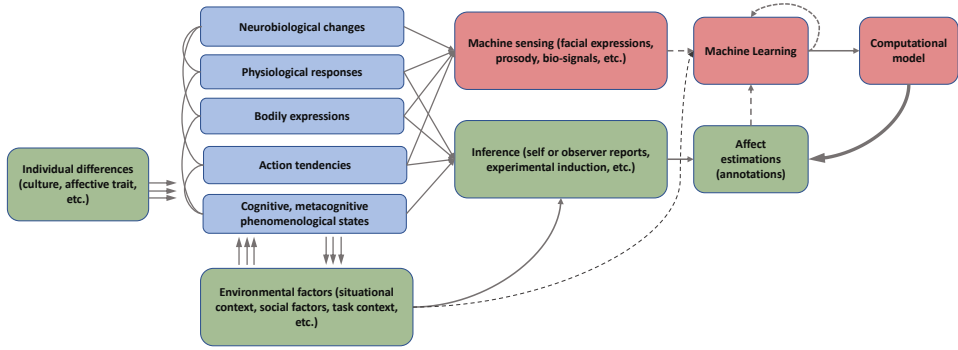 Neurobiological changes
Physiological responses
Bodily expressions
Action tendencies
Cognitive, metacognitive
phenomenological states
Individual differences
(culture, affective trait,
etc.)
Environmental factors (situational
context, social factors, task context,
etc.)
Machine sensing (facial expressions,
prosody, bio-signals, etc.)
Inference (self or observer reports,
experimental induction, etc.)
Machine Learning
Computational
model
Affect
estimations
(annotations)